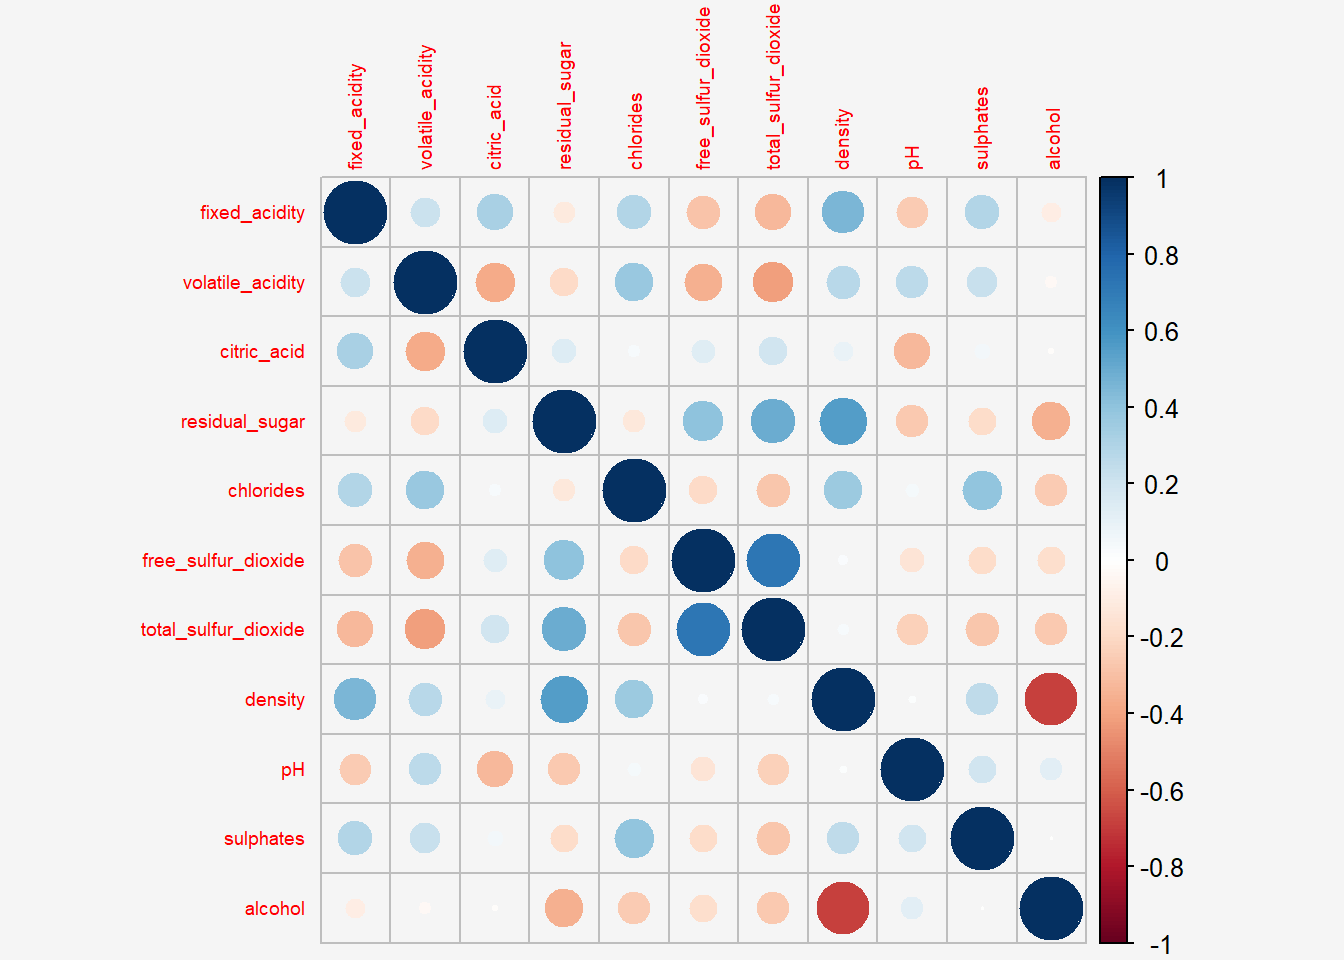 fixed_acidity
volatile_acidity
citric_acid
residual_sugar
chlorides
free_sulfur_dioxide
total_sulfur_dioxide
density
pH
sulphates
alcohol
fixed_acidity
volatile_acidity
citric_acid
residual_sugar
chlorides
free_sulfur_dioxide
total_sulfur_dioxide
density
pH
sulphates
alcohol
1
0.8
0.6
0.4
0.2
0
-0.2
-0.4
-0.6
-0.8
-1